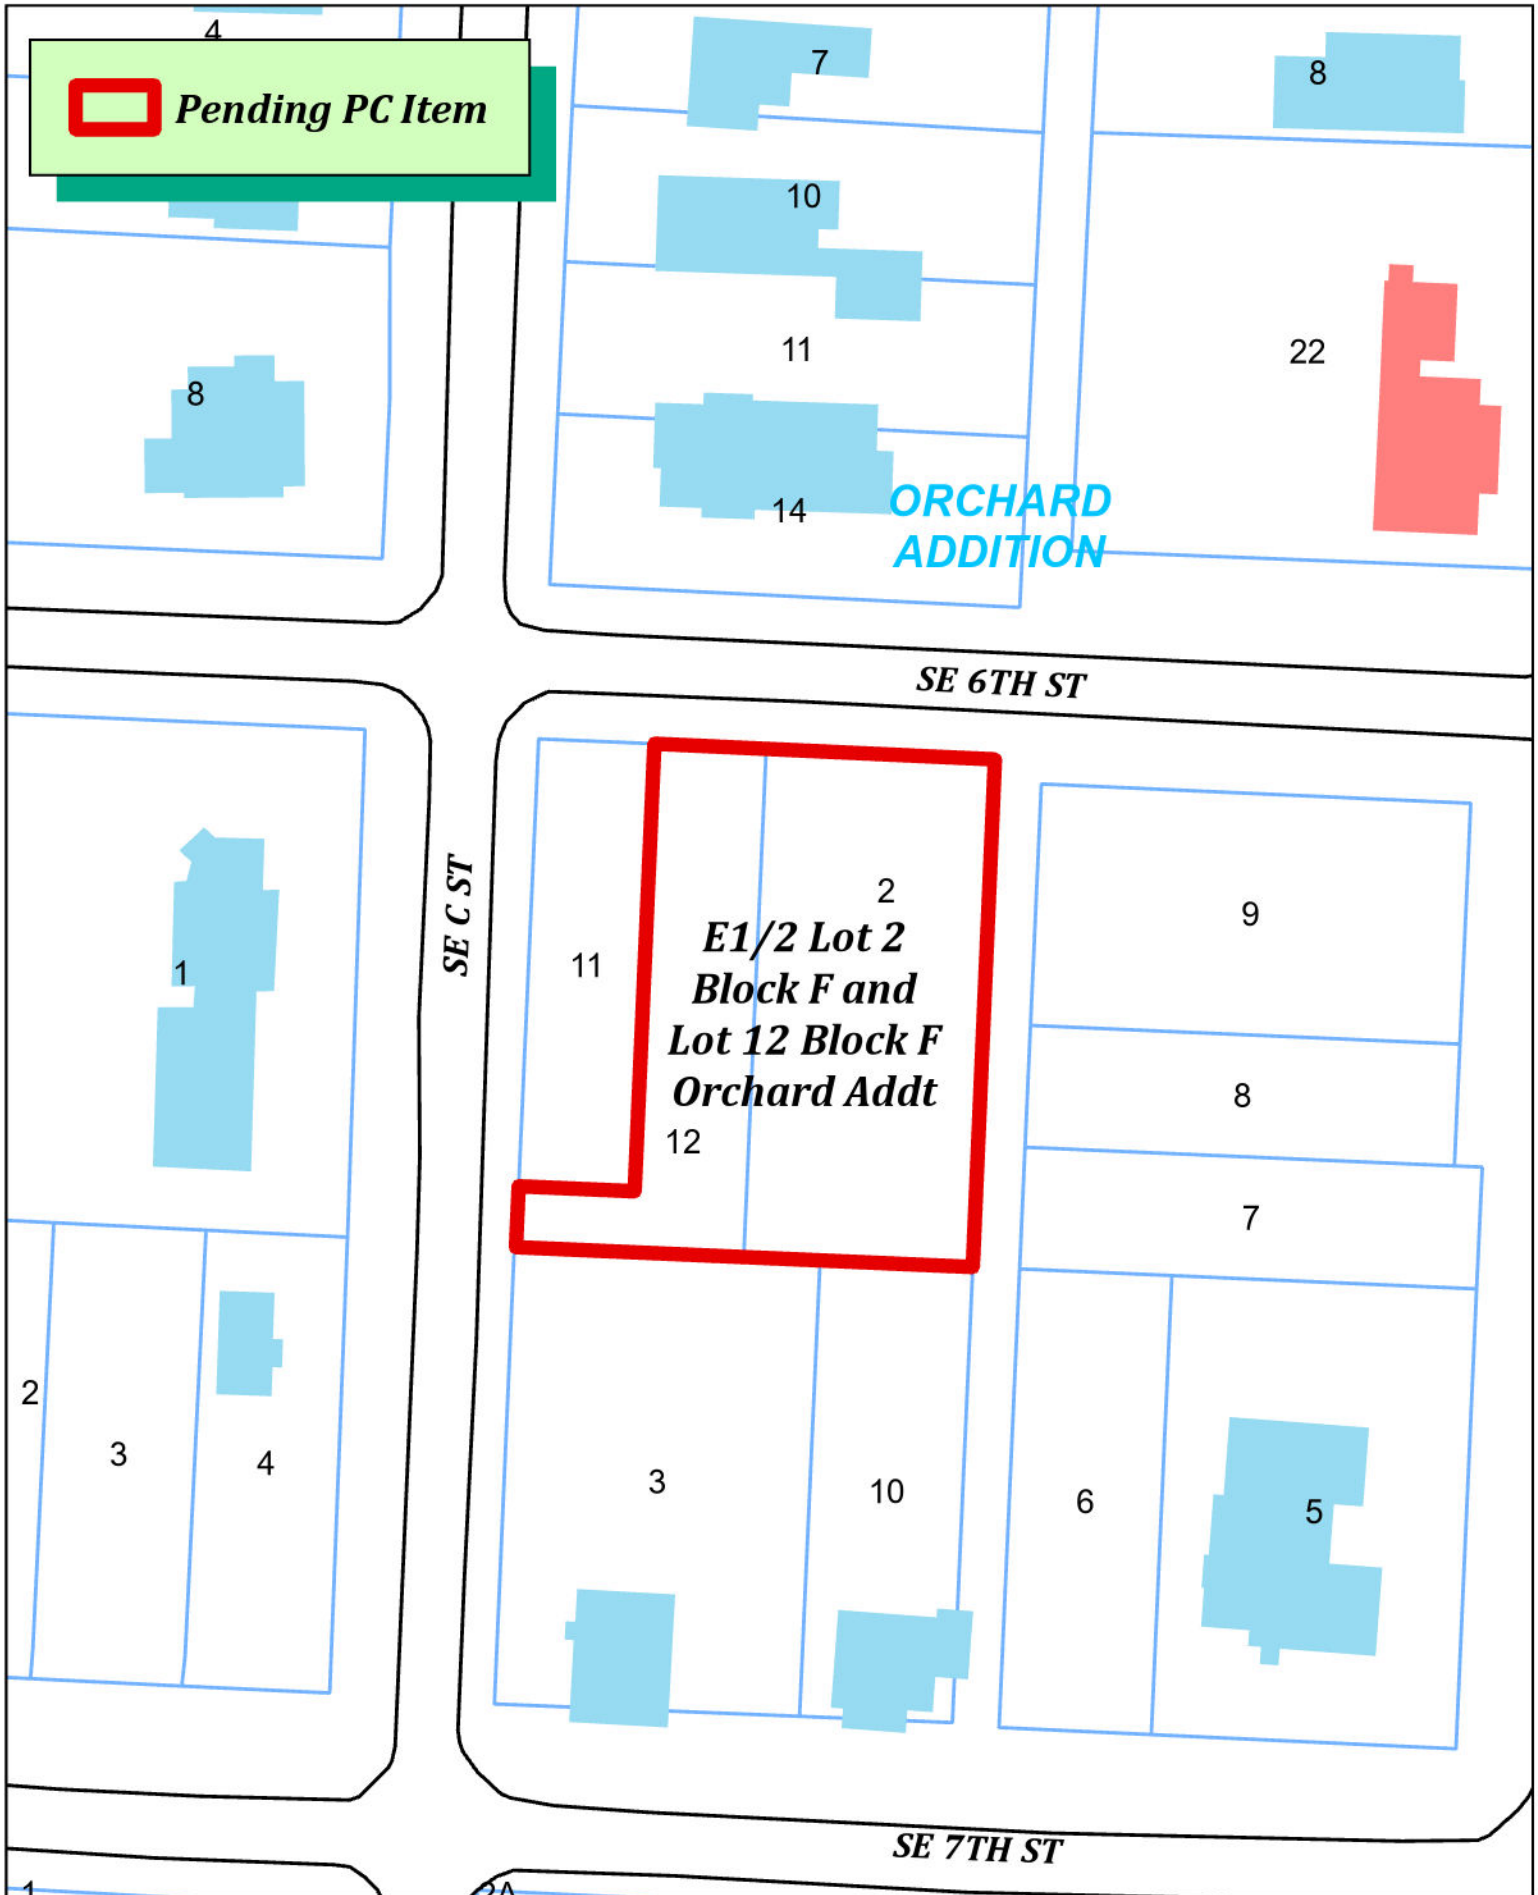 4
Pending PC Item
7
8
10
11
22
8
14
ORCHARD
ADDITION
SE 6TH ST
SE C ST
2
E1/2 Lot 2
Block F and
Lot 12 Block F
Orchard Addt
11
9
1
8
12
7
2
3
4
3
10
6
5
SE 7TH ST
1
2A